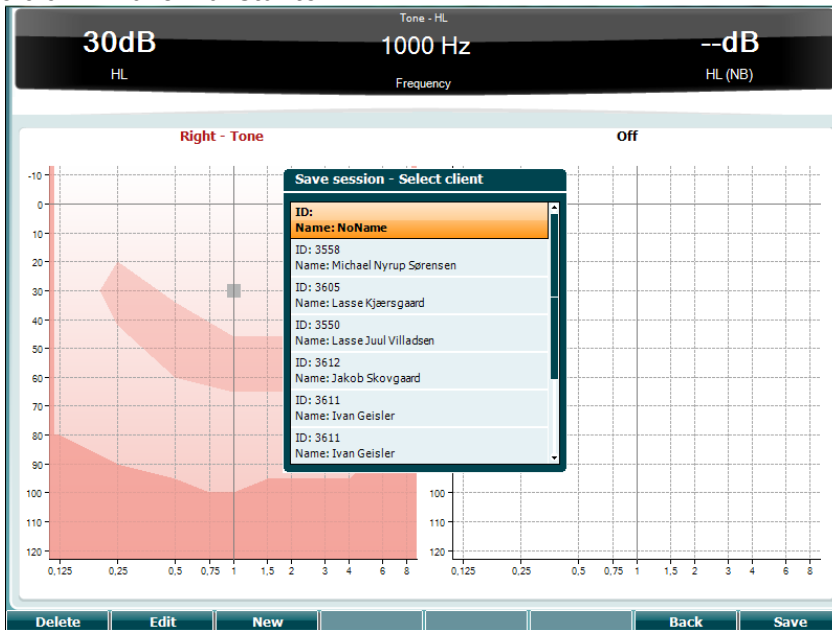 Tone - HL
30dB
1000 Hz
--dB
HL
Frequency
HL (NB)
Right - Tone
Off
Save session - Select client
ID:
Name: NoName
ID: 3558
Name: Michael Nyrup Sørensen
ID: 3605
Name: Lasse Kjærsgaard
ID: 3550
Name: Lasse Juul Villadsen
ID: 3612
Name: Jakob Skovgaard
ID: 3611
Name: Ivan Geisler
ID: 3611
Name: Ivan Geisler
-10
0
10
20
30
40
50
60
70
80
90
100
110
120
100
110
120
0,125 0,25 0,5 0,75 1 1,5 2 3 4 6 8
0,125 0,25 0,5 0,75 1 1,5 2 3 4 6 8
Delete Edit New Back Save